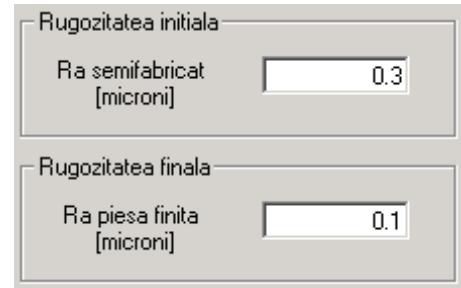 Rugozitatea initiala
Ra semifabricat
[microni]
0.3
Rugozitatea finala
Ra piesa finita
[microni]
0.1